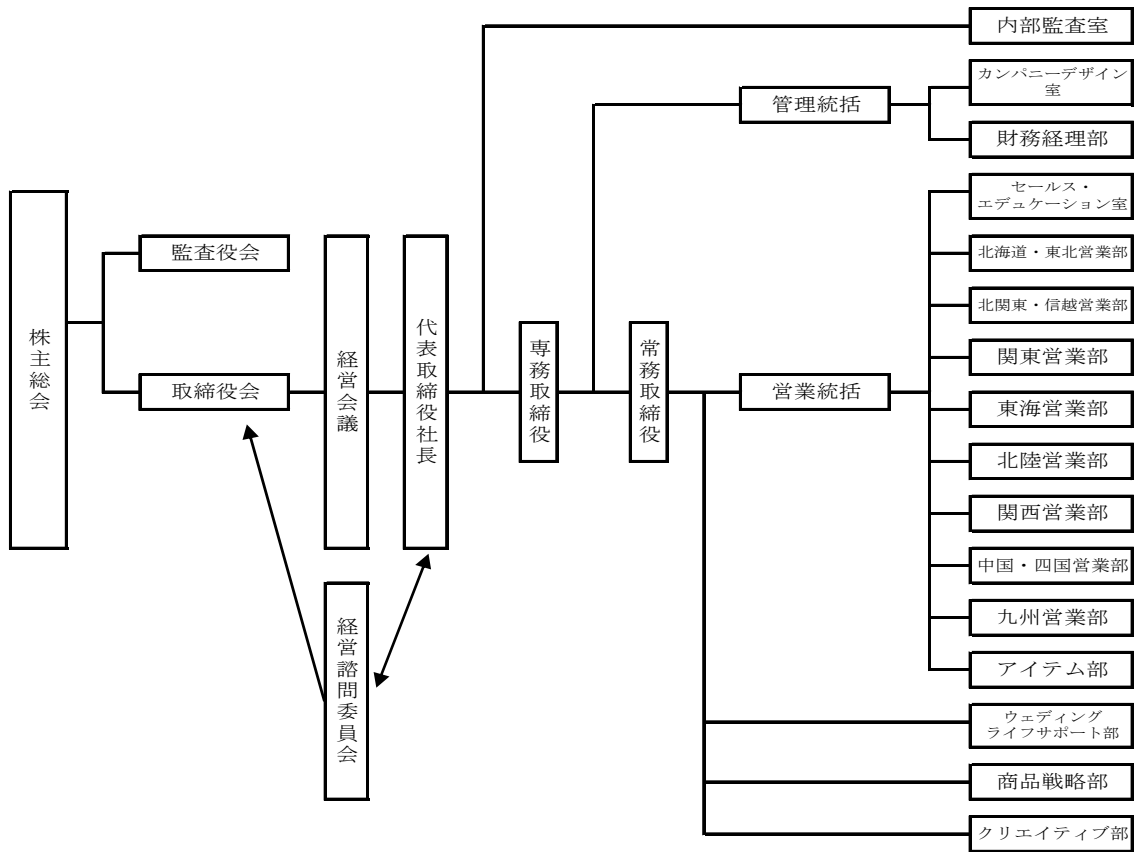 株主総会
監査役会
取締役会
経営会議
経営諮問委員会
代表取締役社長
専務取締役
常務取締役
管理統括
営業統括
内部監査室
カンパニーデザイン
室
財務経理部
セールス・
エデュケーション室
北海道・東北営業部
北関東・信越営業部
関東営業部
東海営業部
北陸営業部
関西営業部
中国・四国営業部
九州営業部
アイテム部
ウェディング
ライフサポート部
商品戦略部
クリエイティブ部